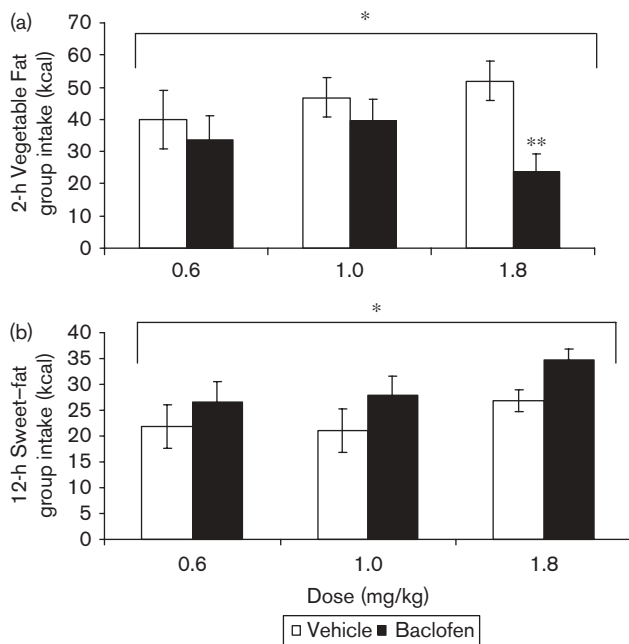 (a)
2-h Vegetable Fat
group intake (kcal)
70
60
50
40
30
20
10
0
*
**
0.6 1.0 1.8
(b)
12-h Sweet–fat
group intake (kcal)
40
35
30
25
20
15
10
5
0
*
0.6 1.0 1.8
Dose (mg/kg)
Vehicle Baclofen